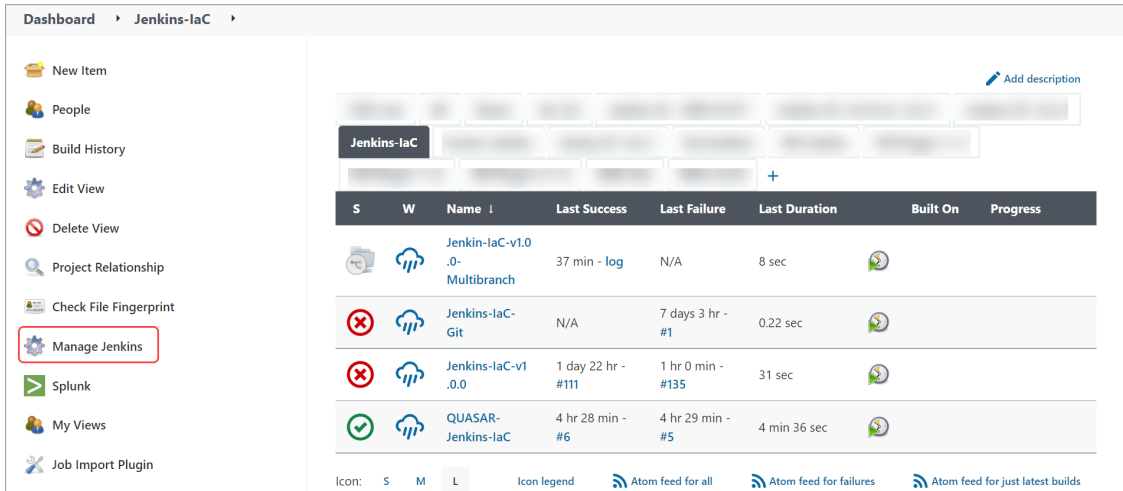 Dashboard Jenkins-IaC
New Item
People
Build History
Edit View
Delete View
Project Relationship
Check File Fingerprint
Manage Jenkins
Splunk
My Views
Job Import Plugin
Add description
Jenkins-IaC
+
S W Name ↓ Last Success Last Failure Last Duration Built On Progress
Jenkin-IaC-v1.0
.0-
Multibranch
37 min - log
N/A
8 sec
Jenkins-IaC-
Git
N/A
7 days 3 hr -
#1
0.22 sec
Jenkins-IaC-v1
.0.0
1 day 22 hr -
#111
1 hr 0 min -
#135
31 sec
QUASAR-
Jenkins-IaC
4 hr 28 min -
#6
4 hr 29 min -
#5
4 min 36 sec
Icon: S M L Icon legend Atom feed for all Atom feed for failures Atom feed for just latest builds